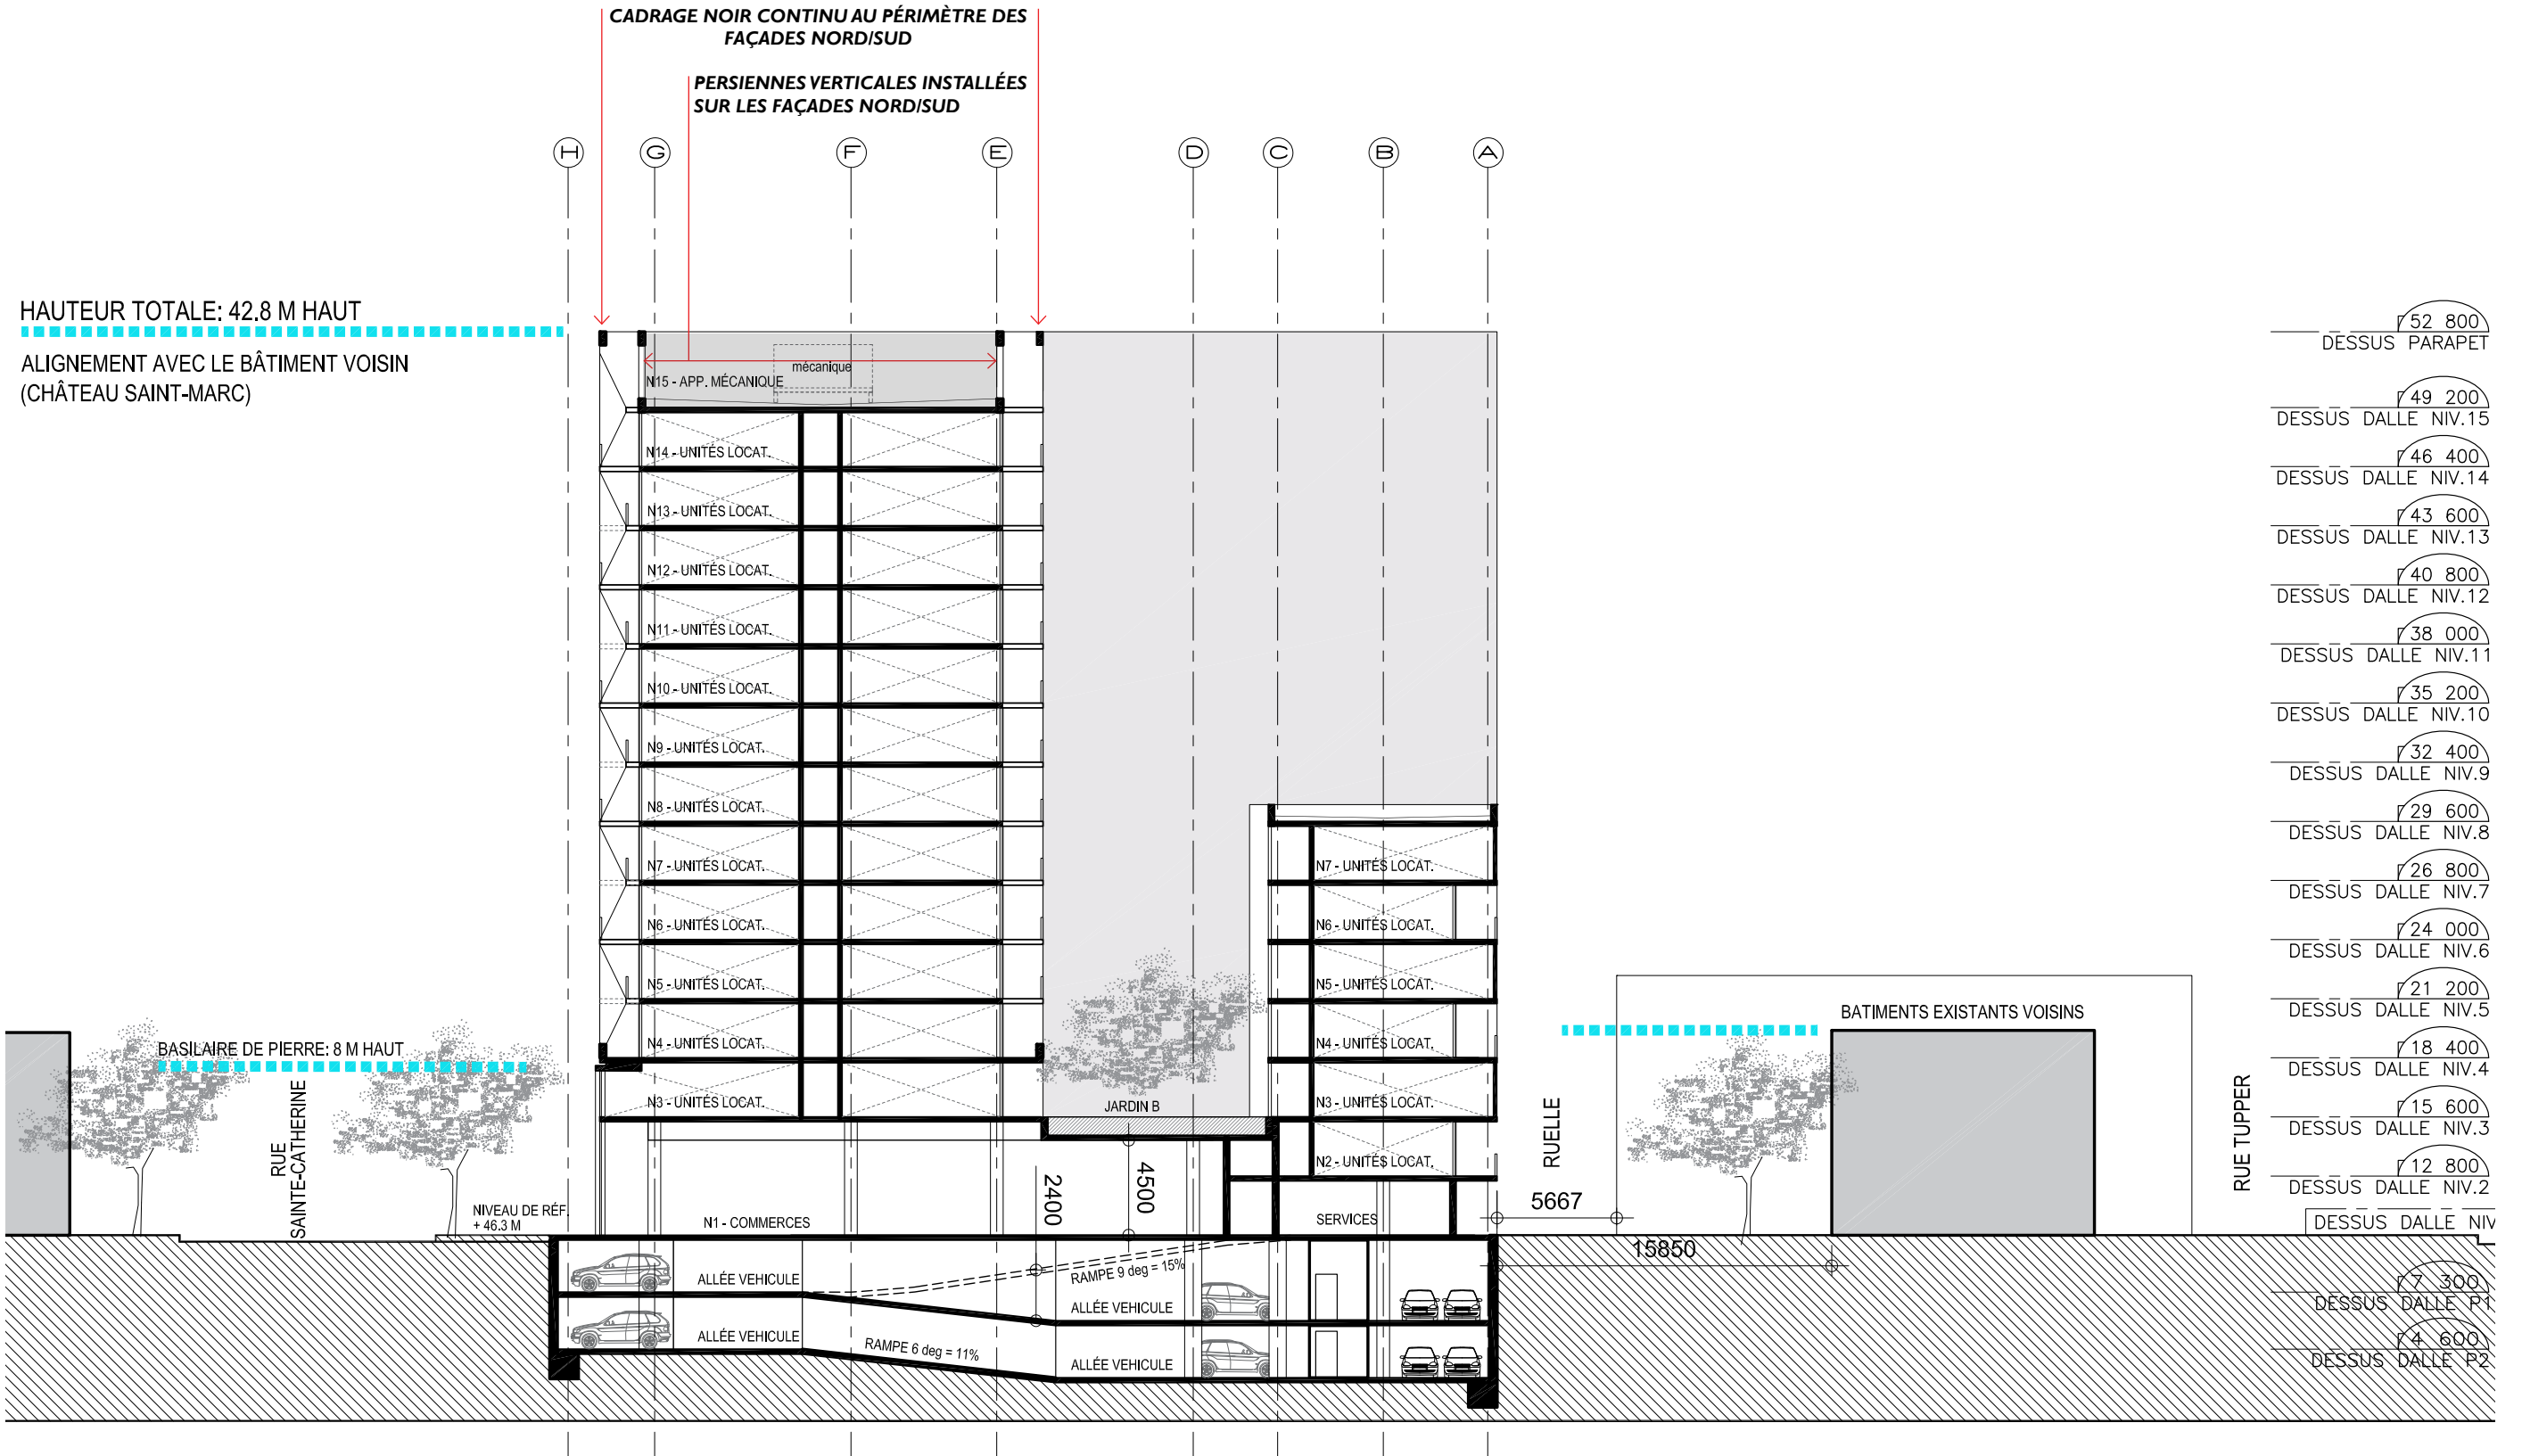 CADRAGE NOIR CONTINU AU PÉRIMÈTRE DES
FAÇADES NORD/SUD
PERSIENNES VERTICALES INSTALLÉES
SUR LES FAÇADES NORD/SUD
H
G
F
E
D
C
B
A
HAUTEUR TOTALE: 42.8 M HAUT
ALIGNEMENT AVEC LE BÂTIMENT VOISIN
(CHÂTEAU SAINT-MARC)
mécanique
N15 - APP. MÉCANIQUE
N14 - UNITÉS LOCAT.
N13 - UNITÉS LOCAT.
N12 - UNITÉS LOCAT.
N11 - UNITÉS LOCAT.
N10 - UNITÉS LOCAT.
N9 - UNITÉS LOCAT.
N8 - UNITÉS LOCAT.
N7 - UNITÉS LOCAT.
N6 - UNITÉS LOCAT.
N5 - UNITÉS LOCAT.
N4 - UNITÉS LOCAT.
N3 - UNITÉS LOCAT.
N1 - COMMERCES
N7 - UNITÉS LOCAT.
N6 - UNITÉS LOCAT.
N5 - UNITÉS LOCAT.
N4 - UNITÉS LOCAT.
N3 - UNITÉS LOCAT.
N2 - UNITÉS LOCAT.
SERVICES
JARDIN B
2400
4500
BASILAIRE DE PIERRE: 8 M HAUT
RUE
SAINTE-CATHERINE
NIVEAU DE RÉF.
+ 46.3 M
ALLÉE VEHICULE
ALLÉE VEHICULE
RAMPE 9 deg = 15%
RAMPE 6 deg = 11%
ALLÉE VEHICULE
ALLÉE VEHICULE
RUELLE
5667
15850
BATIMENTS EXISTANTS VOISINS
RUE TUPPER
52 800
DESSUS PARAPET
49 200
DESSUS DALLE NIV.15
46 400
DESSUS DALLE NIV.14
43 600
DESSUS DALLE NIV.13
40 800
DESSUS DALLE NIV.12
38 000
DESSUS DALLE NIV.11
35 200
DESSUS DALLE NIV.10
32 400
DESSUS DALLE NIV.9
29 600
DESSUS DALLE NIV.8
26 800
DESSUS DALLE NIV.7
24 000
DESSUS DALLE NIV.6
21 200
DESSUS DALLE NIV.5
18 400
DESSUS DALLE NIV.4
15 600
DESSUS DALLE NIV.3
12 800
DESSUS DALLE NIV.2
DESSUS DALLE NIV
7 300
DESSUS DALLE P1
4 600
DESSUS DALLE P2